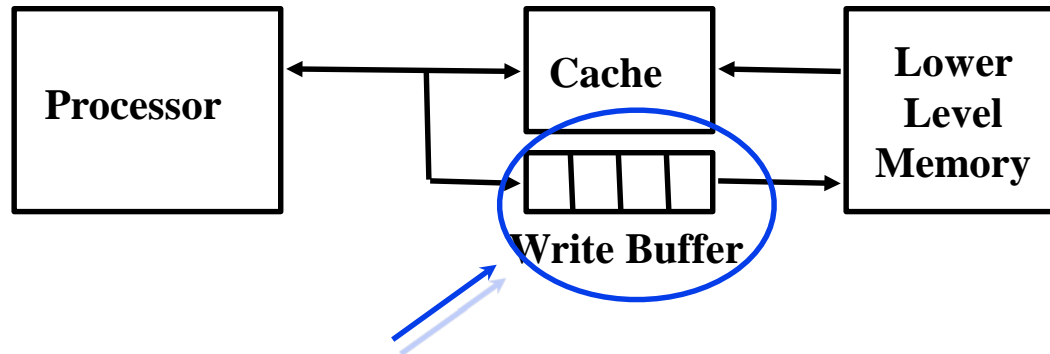 Processor
Cache
Lower
Level
Memory
Write Buffer